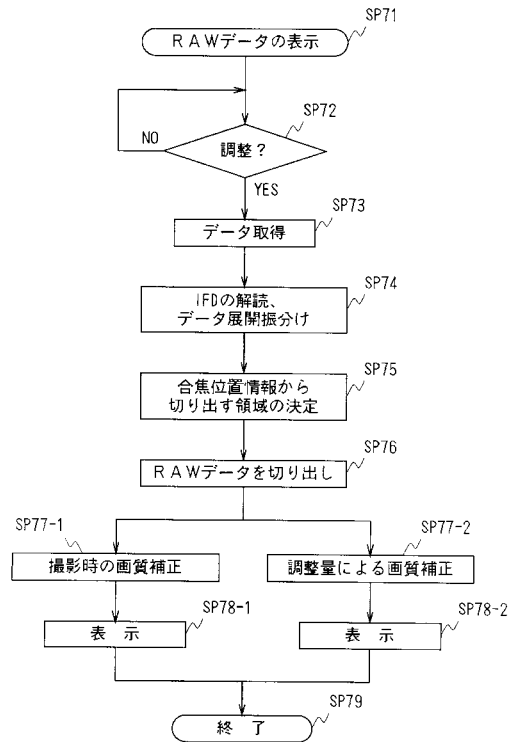 SP71
RAWデータの表示
SP72
調整？
NO
YES
SP73
データ取得
SP74
IFDの解読、
データ展開振分け
SP75
合焦位置情報から
切り出す領域の決定
SP76
RAWデータを切り出し
SP77-1
撮影時の画質補正
SP77-2
調整量による画質補正
SP78-1
表 示
SP78-2
表 示
SP79
終 了